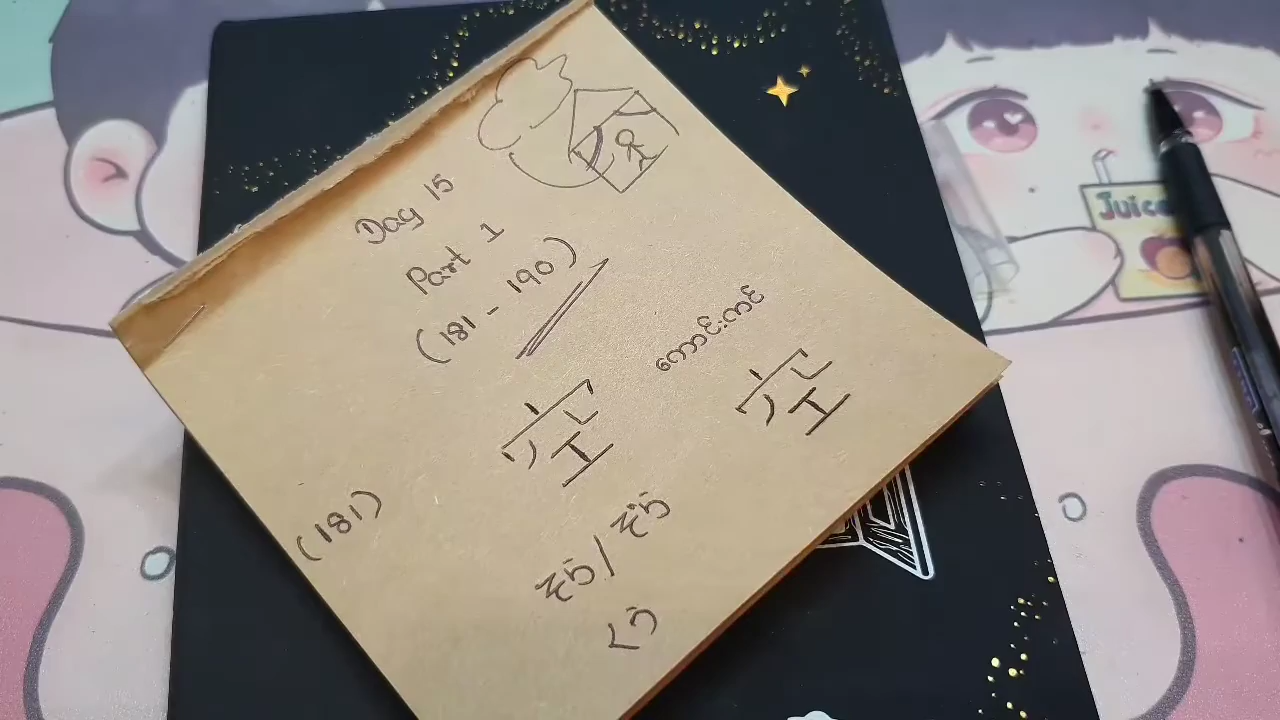 Day 15
Part 1
(181 - 190)
(181) 空 ကောင်းကင် 空
そら / ぞら
くう
Juice